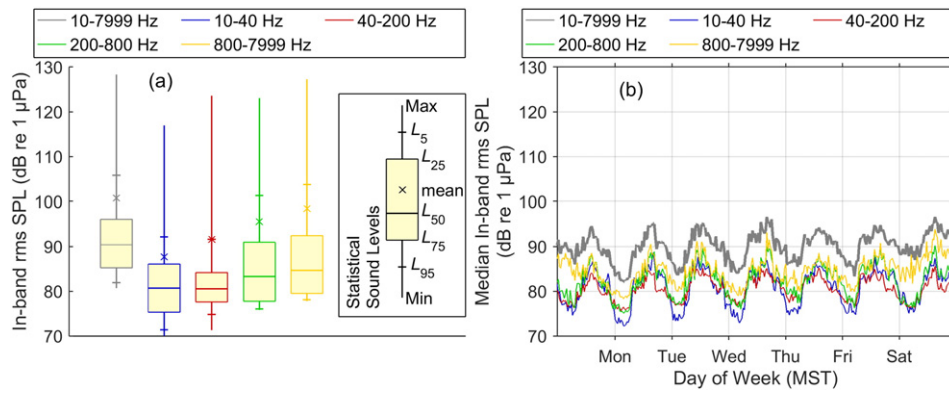 10-7999 Hz 10-40 Hz 40-200 Hz
200-800 Hz 800-7999 Hz
In-band rms SPL (dB re 1 µPa)
130
120
110
100
90
80
70
(a)
Statistical
Sound Levels
Max
L5
L25
mean
L50
L75
L95
Min
10-7999 Hz 10-40 Hz 40-200 Hz
200-800 Hz 800-7999 Hz
Median In-band rms SPL
(dB re 1 µPa)
130
120
110
100
90
80
70
(b)
Mon Tue Wed Thu Fri Sat
Day of Week (MST)